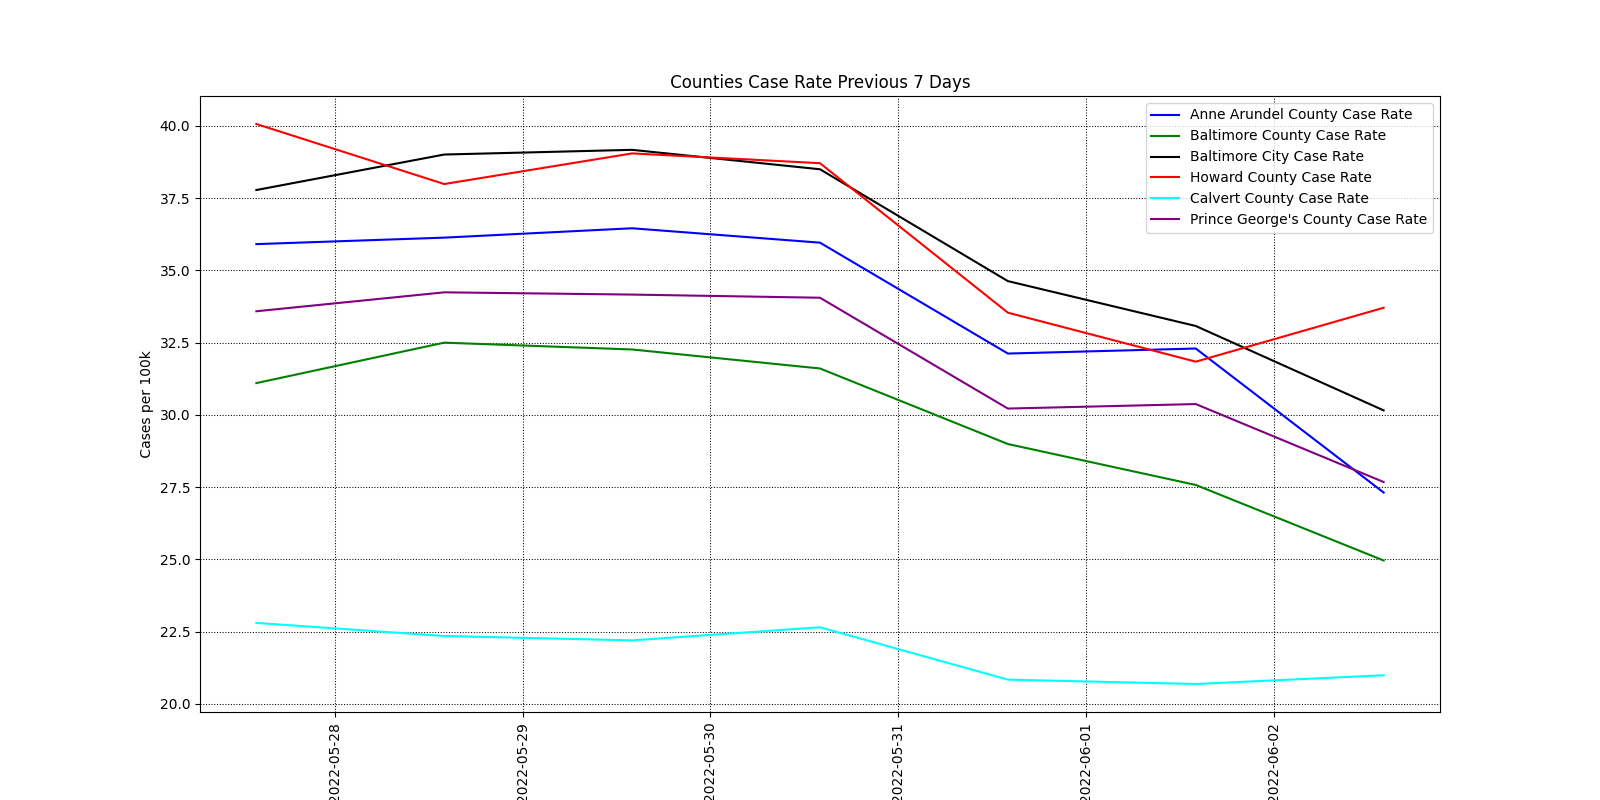 Counties Case Rate Previous 7 Days
Anne Arundel County Case Rate
Baltimore County Case Rate
Baltimore City Case Rate
Howard County Case Rate
Calvert County Case Rate
Prince George's County Case Rate
Cases per 100k
40.0
37.5
35.0
32.5
30.0
27.5
25.0
22.5
20.0
2022-05-28
2022-05-29
2022-05-30
2022-05-31
2022-06-01
2022-06-02